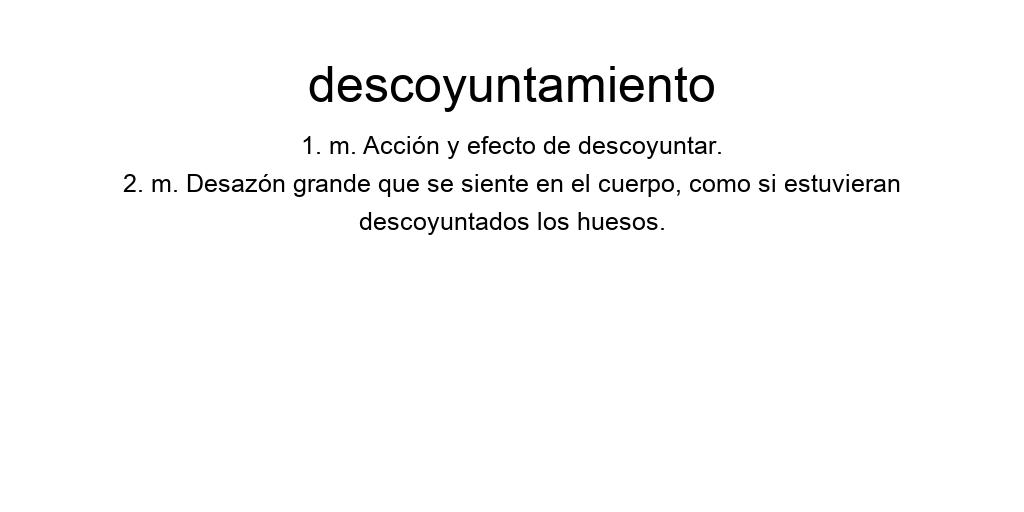 descoyuntamiento
1. m. Acción y efecto de descoyuntar.
2. m. Desazón grande que se siente en el cuerpo, como si estuvieran
descoyuntados los huesos.